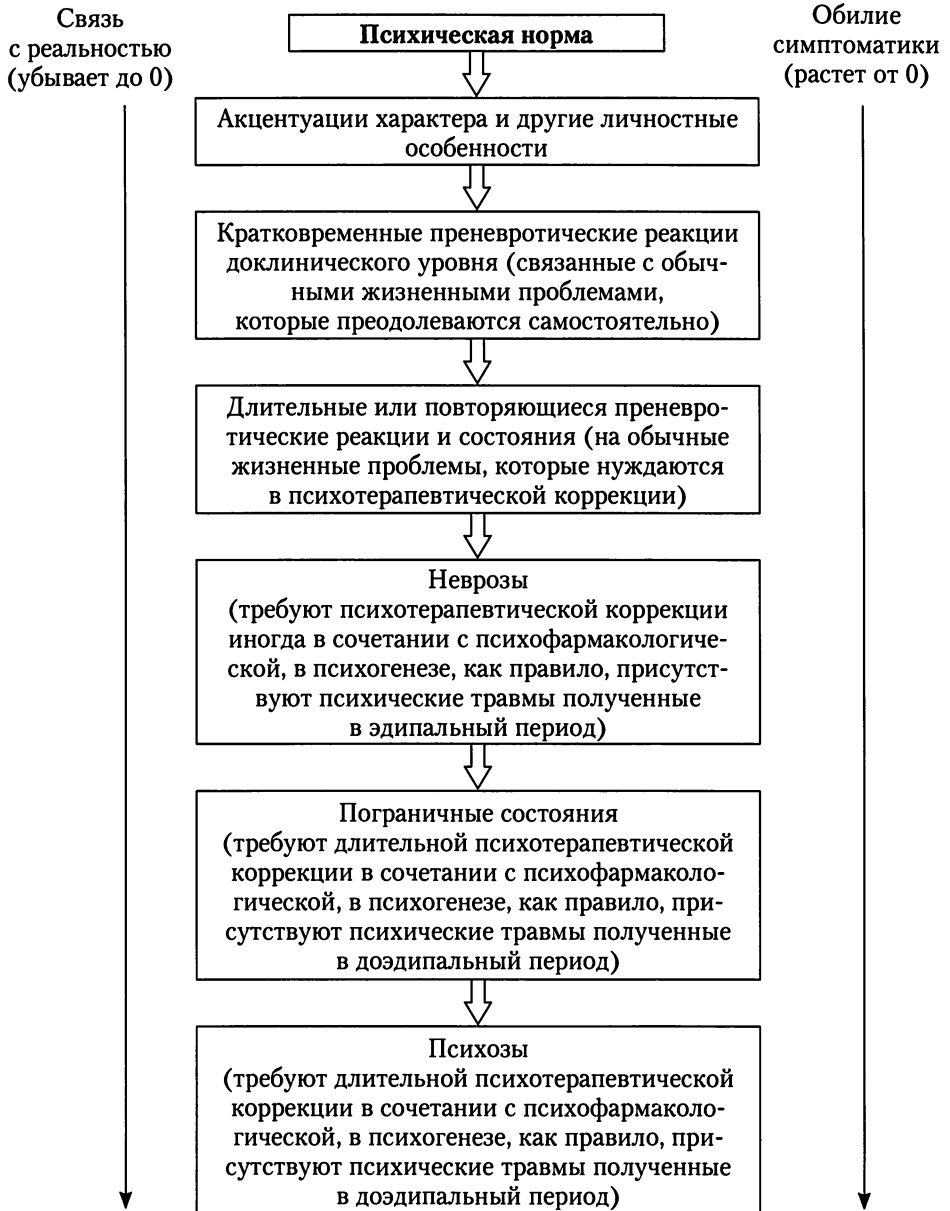 Связь
с реальностью
(убывает до 0)
Психическая норма
Обилие
симптоматики
(растет от 0)
Акцентуации характера и другие личностные
особенности
Кратковременные преневротические реакции
доклинического уровня (связанные с обыч-
ными жизненными проблемами,
которые преодолеваются самостоятельно)
Длительные или повторяющиеся преневро-
тические реакции и состояния (на обычные
жизненные проблемы, которые нуждаются
в психотерапевтической коррекции)
Неврозы
(требуют психотерапевтической коррекции
иногда в сочетании с психофармакологиче-
ской, в психогенезе, как правило, присутст-
вуют психические травмы полученные
в эдипальный период)
Пограничные состояния
(требуют длительной психотерапевтической
коррекции в сочетании с психофармаколо-
гической, в психогенезе, как правило, при-
сутствуют психические травмы полученные
в доэдипальный период)
Психозы
(требуют длительной психотерапевтической
коррекции в сочетании с психофармаколо-
гической, в психогенезе, как правило, при-
сутствуют психические травмы полученные
в доэдипальный период)